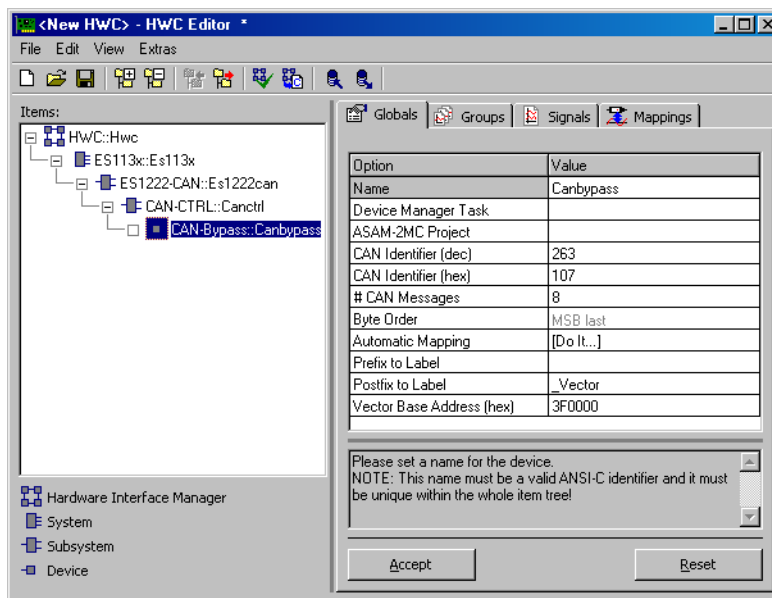 <New HWC> - HWC Editor *
File Edit View Extras
Items:
HWC::Hwc
ES113x::Es113x
ES1222-CAN::Es1222can
CAN-CTRL::Canctrl
CAN-Bypass::Canbypass
Hardware Interface Manager
System
Subsystem
Device
Globals Groups Signals Mappings
Option Value
Name Canbypass
Device Manager Task
ASAM-2MC Project
CAN Identifier (dec) 263
CAN Identifier (hex) 107
# CAN Messages 8
Byte Order MSB last
Automatic Mapping [Do It...]
Prefix to Label
Postfix to Label _Vector
Vector Base Address (hex) 3F0000
Please set a name for the device.
NOTE: This name must be a valid ANSI-C identifier and it must
be unique within the whole item tree!
Accept Reset